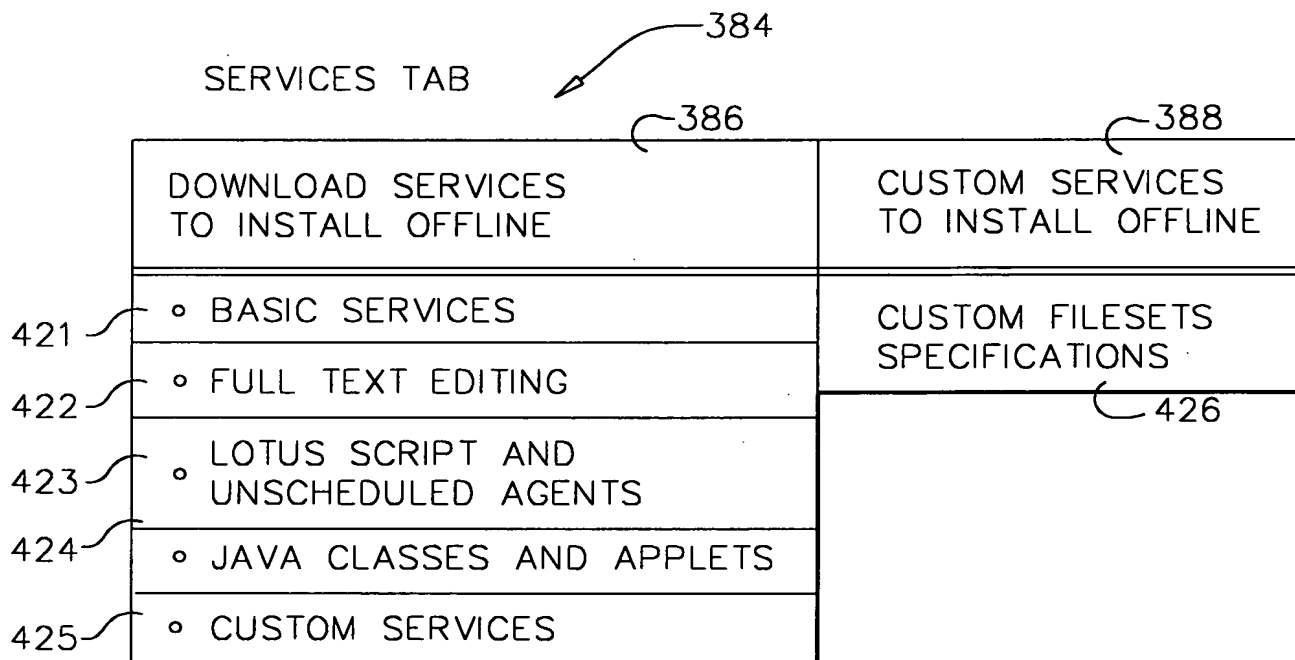 384
SERVICES TAB
386
388
DOWNLOAD SERVICES
TO INSTALL OFFLINE
CUSTOM SERVICES
TO INSTALL OFFLINE
421
BASIC SERVICES
CUSTOM FILESETS
SPECIFICATIONS
422
FULL TEXT EDITING
426
423
LOTUS SCRIPT AND
UNSCHEDULED AGENTS
424
JAVA CLASSES AND APPLETS
425
CUSTOM SERVICES